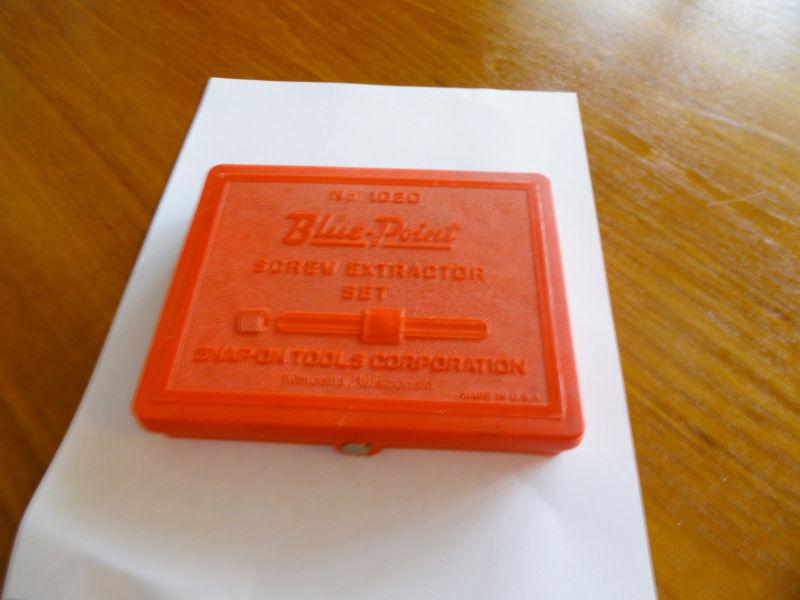 No. 1020
Blue-Point
SCREW EXTRACTOR
SET
SNAP-ON TOOLS CORPORATION
Kenosha, Wisconsin
MADE IN U.S.A.